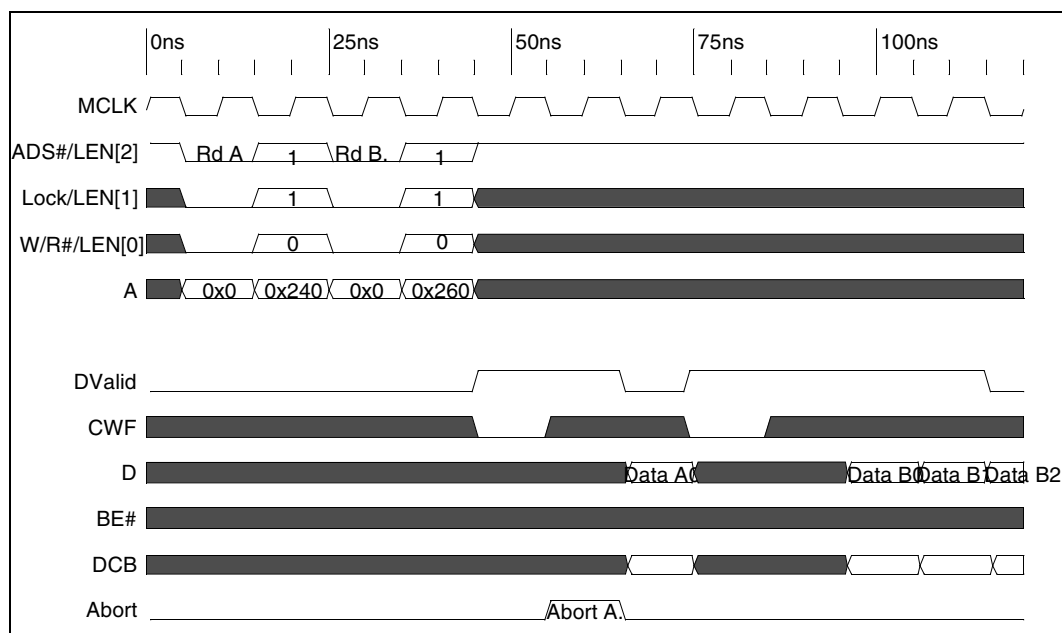 0ns 25ns 50ns 75ns 100ns
MCLK
ADS#/LEN[2] Rd A 1 Rd B. 1
Lock/LEN[1] 1 1
W/R#/LEN[0] 0 0
A 0x0 0x240 0x0 0x260
DValid
CWF
D Data A0 Data B0 Data B1 Data B2
BE#
DCB
Abort Abort A.